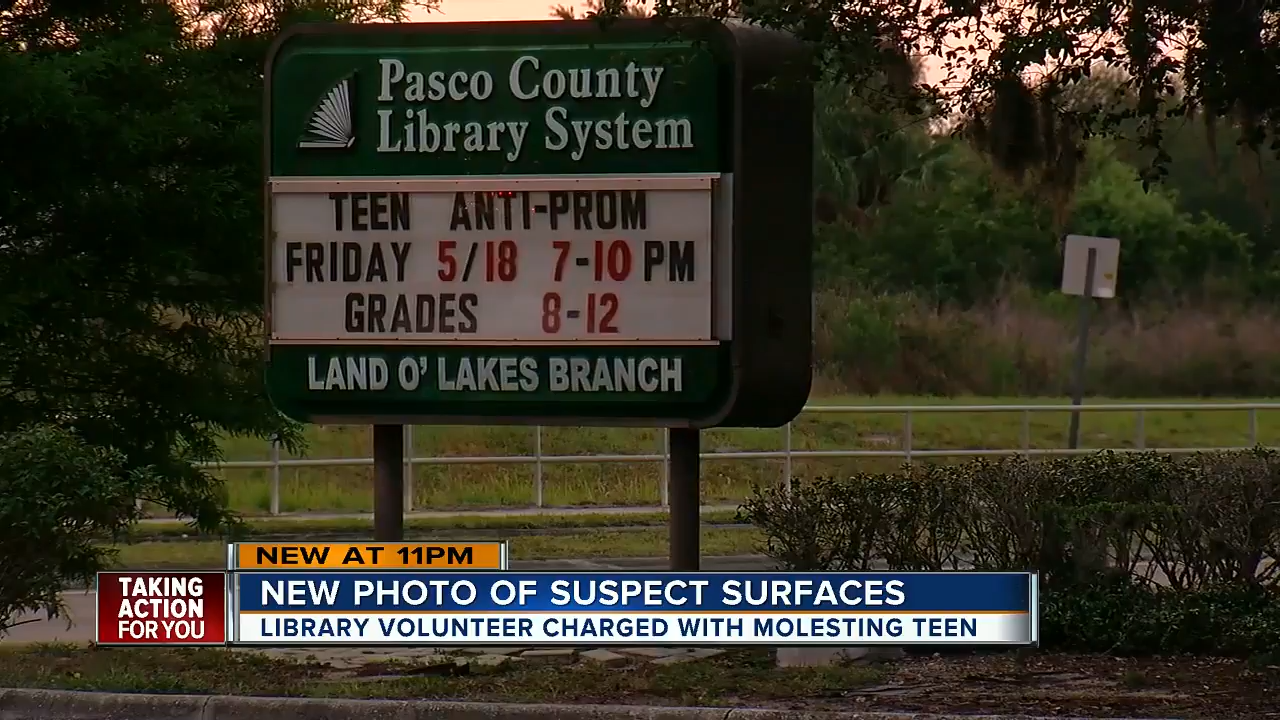 Pasco County
Library System
TEEN ANTI-PROM
FRIDAY 5/18 7-10 PM
GRADES 8-12
LAND O' LAKES BRANCH
NEW AT 11PM
TAKING
ACTION
FOR YOU
NEW PHOTO OF SUSPECT SURFACES
LIBRARY VOLUNTEER CHARGED WITH MOLESTING TEEN